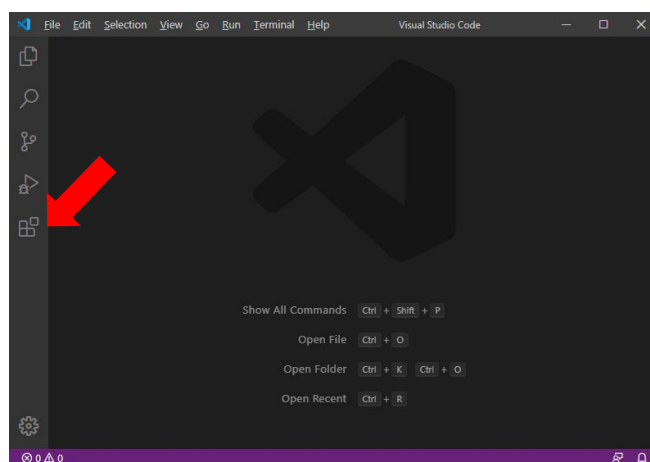 File Edit Selection View Go Run Terminal Help Visual Studio Code
Show All Commands Ctrl + Shift + P
Open File Ctrl + O
Open Folder Ctrl + K Ctrl + O
Open Recent Ctrl + R
0 0